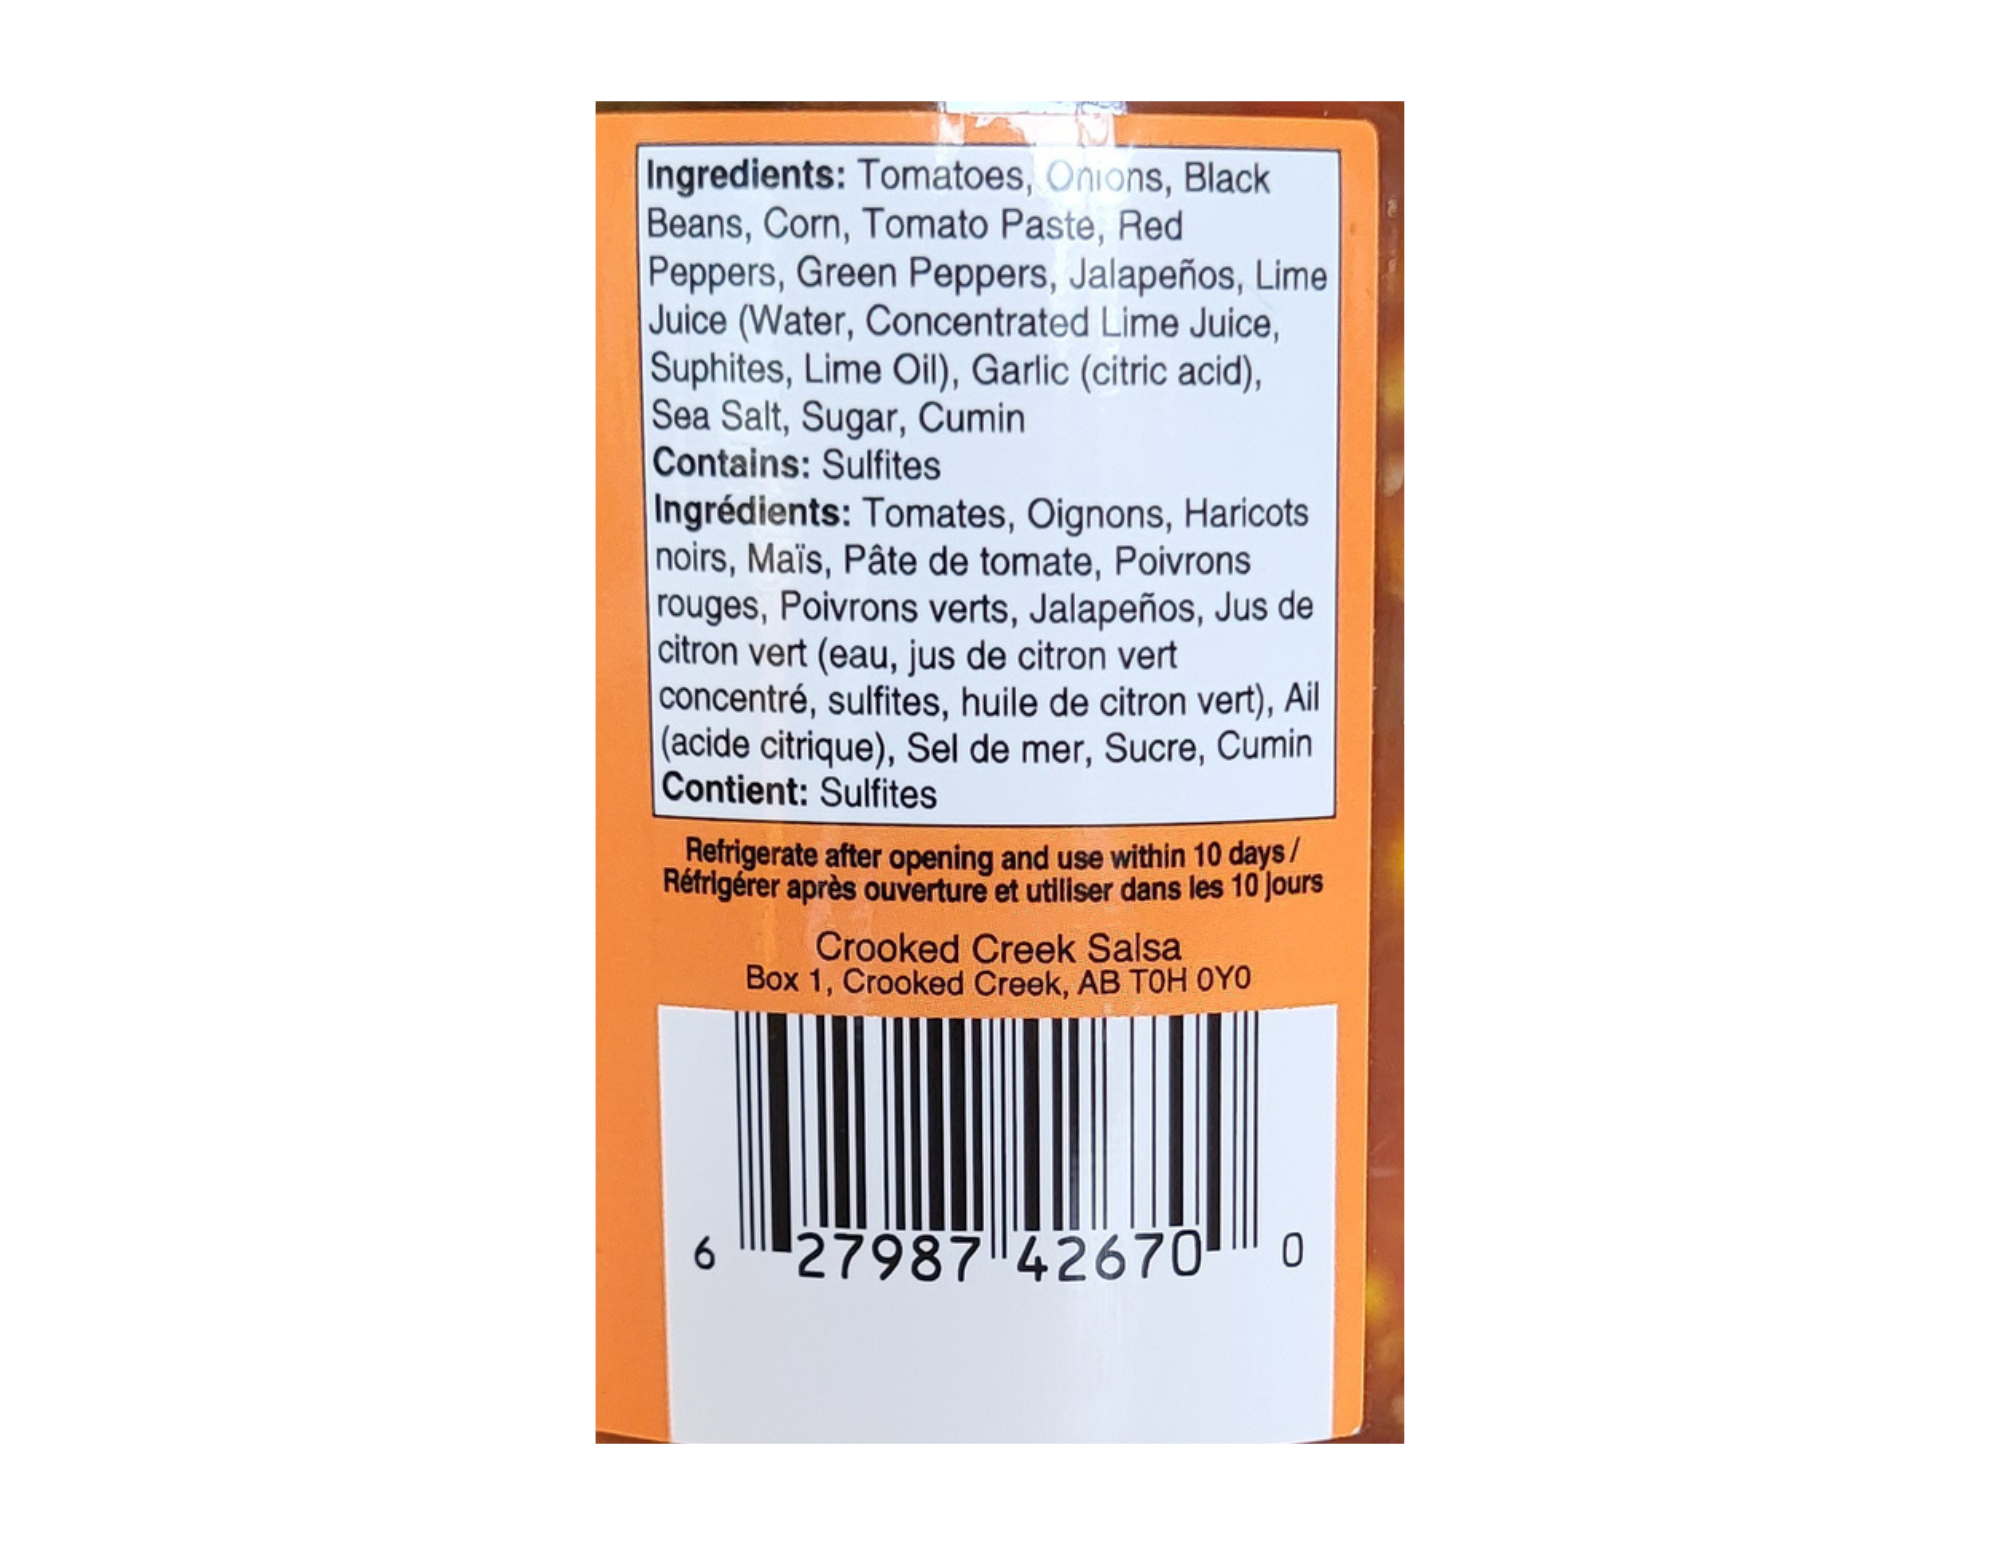 Ingredients: Tomatoes, Onions, Black
Beans, Corn, Tomato Paste, Red
Peppers, Green Peppers, Jalapeños, Lime
Juice (Water, Concentrated Lime Juice,
Suphites, Lime Oil), Garlic (citric acid),
Sea Salt, Sugar, Cumin
Contains: Sulfites
Ingrédients: Tomates, Oignons, Haricots
noirs, Maïs, Pâte de tomate, Poivrons
rouges, Poivrons verts, Jalapeños, Jus de
citron vert (eau, jus de citron vert
concentré, sulfites, huile de citron vert), Ail
(acide citrique), Sel de mer, Sucre, Cumin
Contient: Sulfites
Refrigerate after opening and use within 10 days /
Réfrigérer après ouverture et utiliser dans les 10 jours
Crooked Creek Salsa
Box 1, Crooked Creek, AB T0H 0Y0
6 27987 42670 0